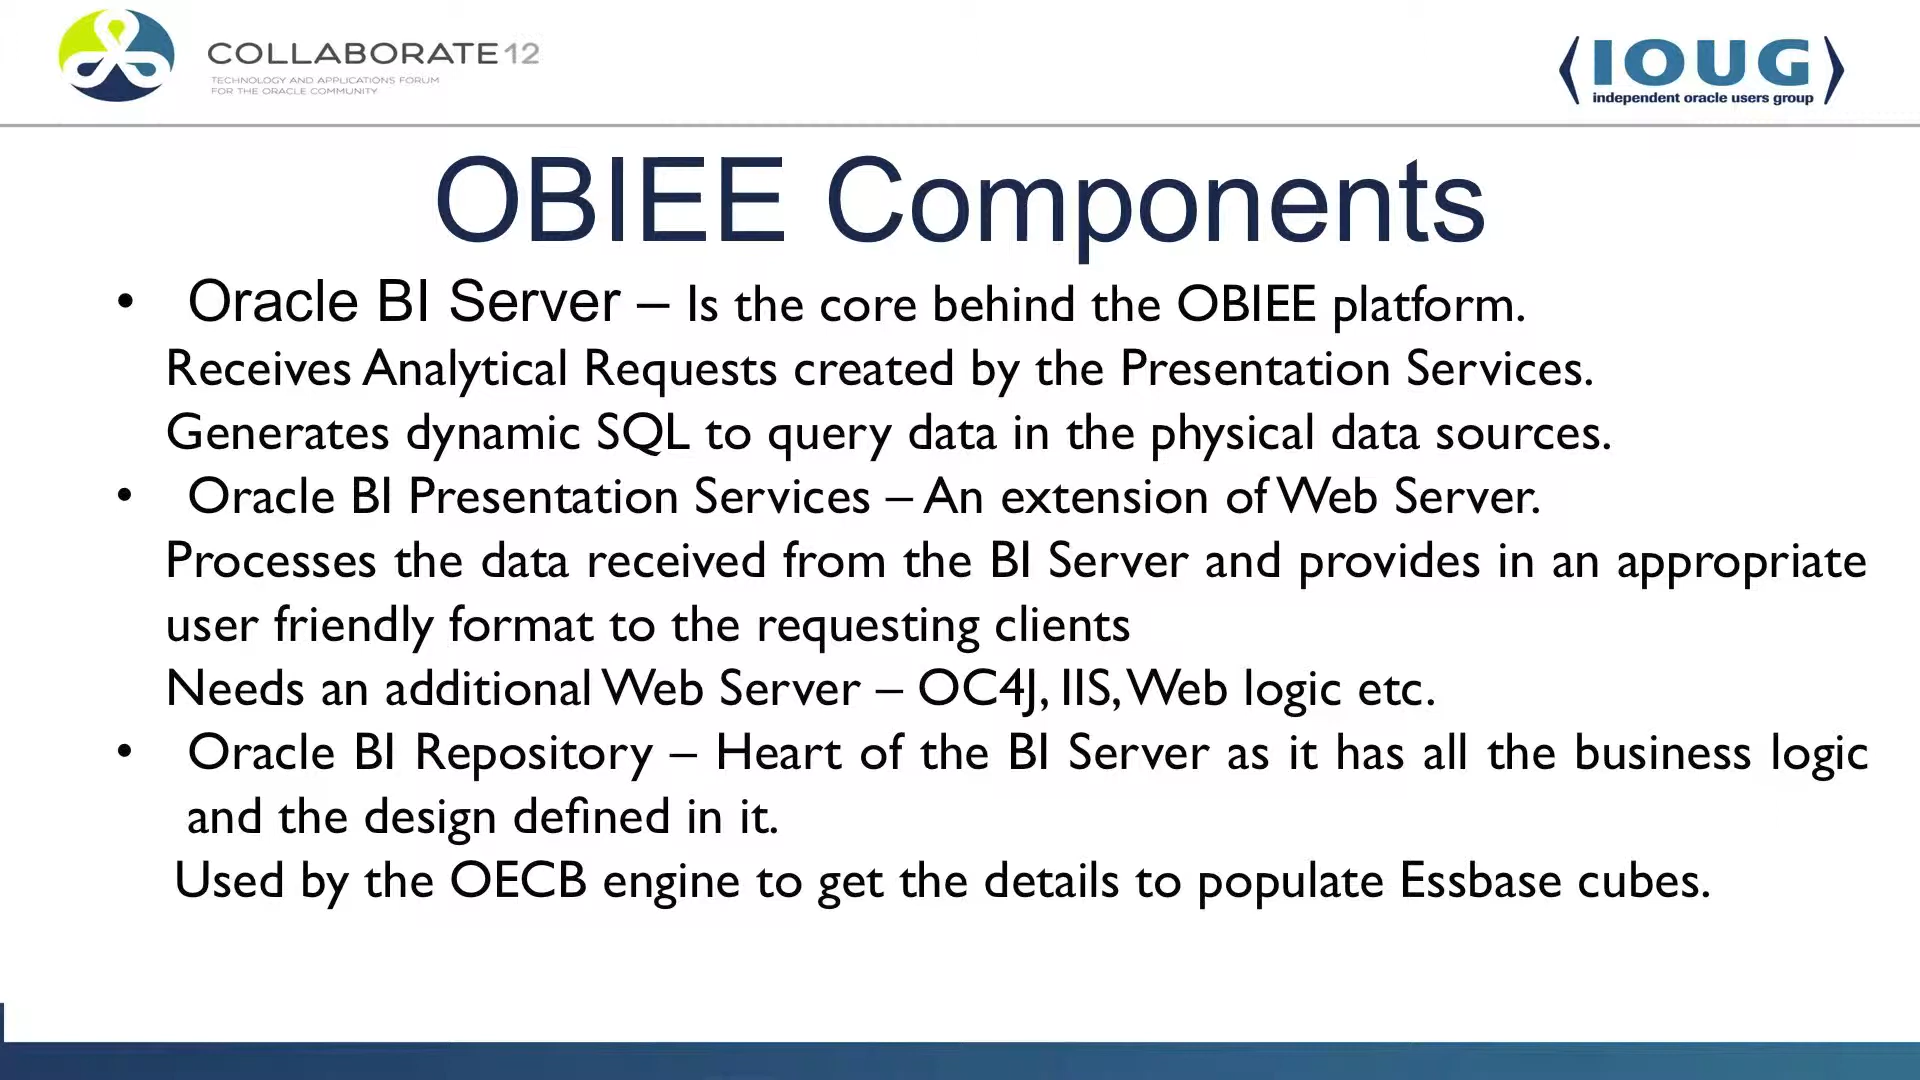 COLLABORATE12
TECHNOLOGY AND APPLICATIONS FORUM
FOR THE ORACLE COMMUNITY
IOUG
independent oracle users group
OBIEE Components
• Oracle BI Server – Is the core behind the OBIEE platform.
Receives Analytical Requests created by the Presentation Services.
Generates dynamic SQL to query data in the physical data sources.
• Oracle BI Presentation Services – An extension of Web Server.
Processes the data received from the BI Server and provides in an appropriate
user friendly format to the requesting clients
Needs an additional Web Server – OC4J, IIS, Web logic etc.
• Oracle BI Repository – Heart of the BI Server as it has all the business logic
and the design defined in it.
Used by the OECB engine to get the details to populate Essbase cubes.